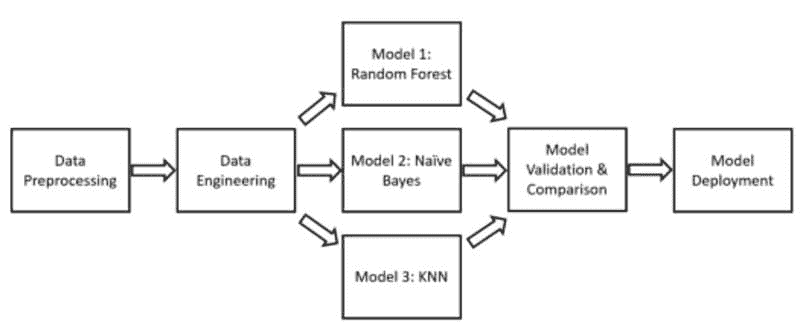 Data
Preprocessing
Data
Engineering
Model 1:
Random Forest
Model 2: Naïve
Bayes
Model 3: KNN
Model
Validation &
Comparison
Model
Deployment